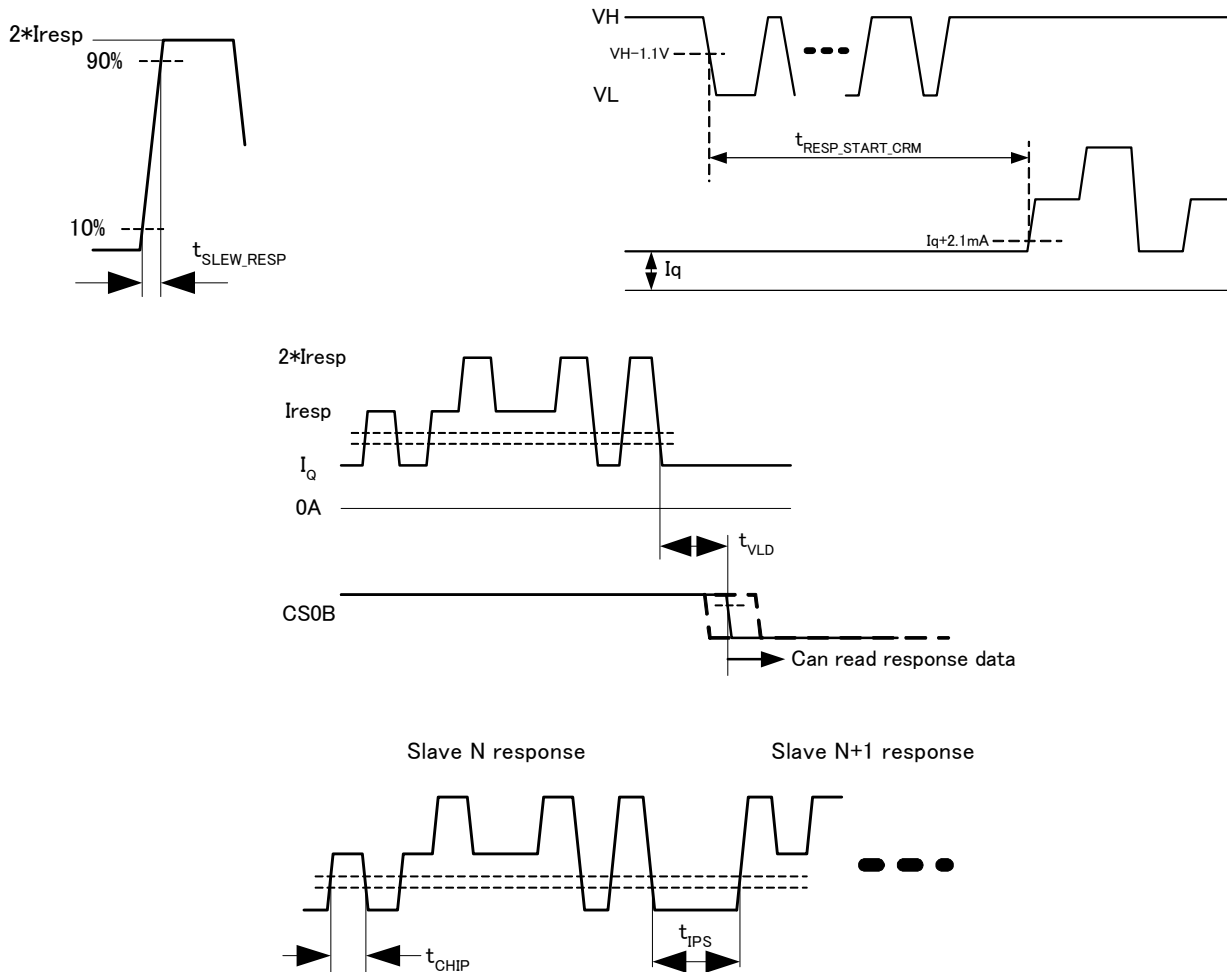 2*Iresp
90%
10%
tSLEW_RESP
VH
VH-1.1V
VL
tRESP_START_CRM
Iq+2.1mA
Iq
2*Iresp
Iresp
IQ
0A
tVLD
CS0B
Can read response data
Slave N response
Slave N+1 response
tIPS
tCHIP